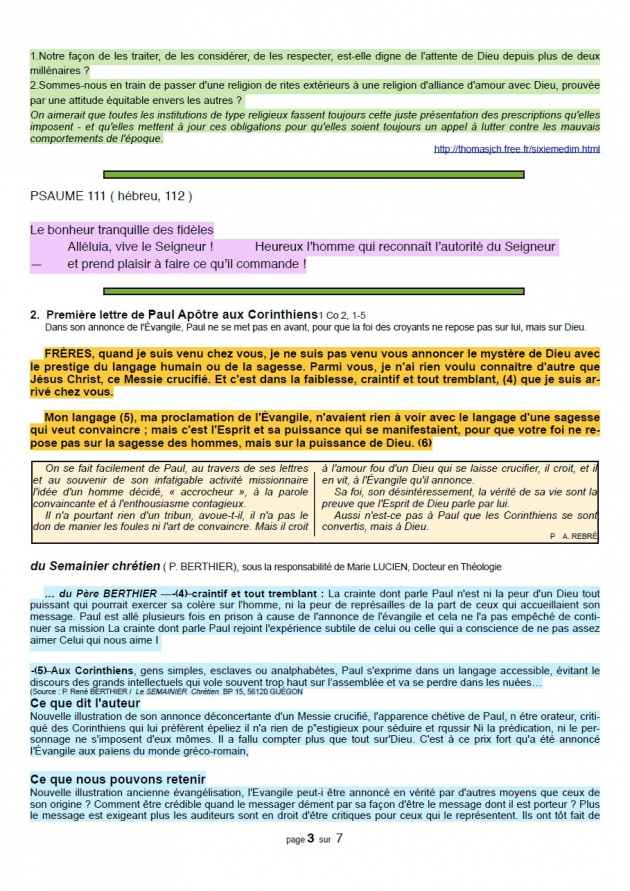 1.Notre façon de les traiter, de les considérer, de les respecter, est-elle digne de l'attente de Dieu depuis plus de deux
millénaires ?
2.Sommes-nous en train de passer d'une religion de rites extérieurs à une religion d'alliance d'amour avec Dieu, prouvée
par une attitude équitable envers les autres ?
On aimerait que toutes les institutions de type religieux fassent toujours cette juste présentation des prescriptions qu'elles
imposent - et qu'elles mettent à jour ces obligations pour qu'elles soient toujours un appel à lutter contre les mauvais
comportements de l'époque.
http://thomasjch.free.fr/sixiemedim.html
PSAUME 111 ( hébreu, 112 )
Le bonheur tranquille des fidèles
Alléluia, vive le Seigneur ! Heureux l'homme qui reconnaît l'autorité du Seigneur
— et prend plaisir à faire ce qu'il commande !
2. Première lettre de Paul Apôtre aux Corinthiens1 Co 2, 1-5
Dans son annonce de l'Évangile, Paul ne se met pas en avant, pour que la foi des croyants ne repose pas sur lui, mais sur Dieu.
FRÈRES, quand je suis venu chez vous, je ne suis pas venu vous annoncer le mystère de Dieu avec
le prestige du langage humain ou de la sagesse. Parmi vous, je n'ai rien voulu connaître d'autre que
Jésus Christ, ce Messie crucifié. Et c'est dans la faiblesse, craintif et tout tremblant, (4) que je suis ar-
rivé chez vous.
Mon langage (5), ma proclamation de l'Évangile, n'avaient rien à voir avec le langage d'une sagesse
qui veut convaincre ; mais c'est l'Esprit et sa puissance qui se manifestaient, pour que votre foi ne re-
pose pas sur la sagesse des hommes, mais sur la puissance de Dieu. (6)
On se fait facilement de Paul, au travers de ses lettres
et au souvenir de son infatigable activité missionnaire
l'idée d'un homme décidé, « accrocheur », à la parole
convaincante et à l'enthousiasme contagieux.
Il n'a pourtant rien d'un tribun, avoue-t-il, il n'a pas le
don de manier les foules ni l'art de convaincre. Mais il croit
à l'amour fou d'un Dieu qui se laisse crucifier, il croit, et il
en vit, à l'Évangile qu'il annonce.
Sa foi, son désintéressement, la vérité de sa vie sont la
preuve que l'Esprit de Dieu parle par lui.
Aussi n'est-ce pas à Paul que les Corinthiens se sont
convertis, mais à Dieu.
P A. REBRÉ
du Semainier chrétien ( P. BERTHIER), sous la responsabilité de Marie LUCIEN, Docteur en Théologie
... du Père BERTHIER —-(4)-craintif et tout tremblant : La crainte dont parle Paul n'est ni la peur d'un Dieu tout
puissant qui pourrait exercer sa colère sur l'homme, ni la peur de représailles de la part de ceux qui accueillaient son
message. Paul est allé plusieurs fois en prison à cause de l'annonce de l'évangile et cela ne l'a pas empêché de conti-
nuer sa mission La crainte dont parle Paul rejoint l'expérience subtile de celui ou celle qui a conscience de ne pas assez
aimer Celui qui nous aime I
-(5)-Aux Corinthiens, gens simples, esclaves ou analphabètes, Paul s'exprime dans un langage accessible, évitant le
discours des grands intellectuels qui vole souvent trop haut sur l'assemblée et va se perdre dans les nuées…
(Source : P. René BERTHIER / Le SEMAINIER Chrétien BP 15, 56120 GUÉGON
Ce que dit l'auteur
Nouvelle illustration de son annonce déconcertante d'un Messie crucifié, l'apparence chétive de Paul, n étre orateur, criti-
qué des Corinthiens qui lui préfèrent épeliez il n'a rien de p"estigieux pour séduire et rqussir Ni la prédication, ni le per-
sonnage ne s'imposent d'eux mômes. Il a fallu compter plus que tout sur'Dieu. C'est à ce prix fort qu'a été annoncé
l'Évangile aux païens du monde gréco-romain,
Ce que nous pouvons retenir
Nouvelle illustration ancienne évangélisation, l'Evangile peut-i être annoncé en vérité par d'autres moyens que ceux de
son origine ? Comment être crédible quand le messager dément par sa façon d'être le message dont il est porteur ? Plus
le message est exigeant plus les auditeurs sont en droit d'être critiques pour ceux qui le représentent. Ils ont tôt fait de
page 3 sur 7